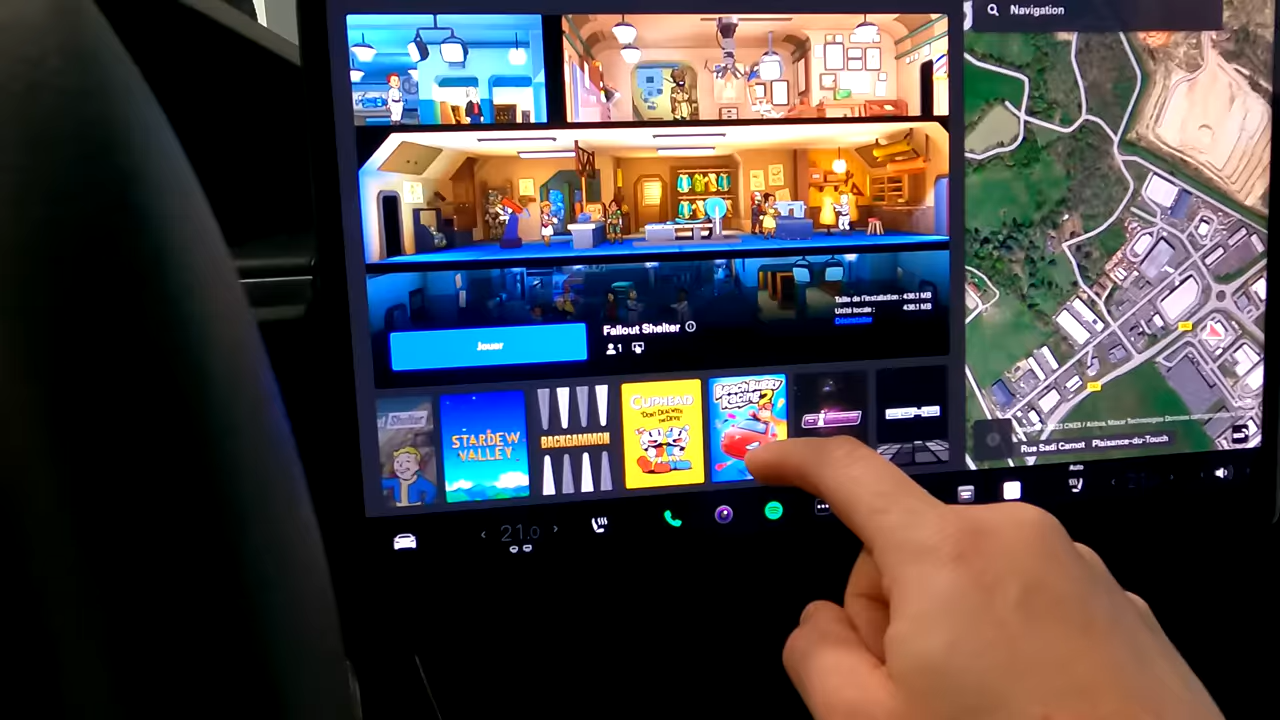 Navigation
Taille de l'installation : 436.1 MB
Unité locale : 436.1 MB
Désinstaller
Fallout Shelter
Jouer
1
Shelter
STARDEW
VALLEY
BACKGAMMON
CUPHEAD
"DON'T DEAL WITH
THE DEVIL"
Beach Buggy
Racing 2
2048
Rue Sadi Carnot Plaisance-du-Touch
Auto
21.0